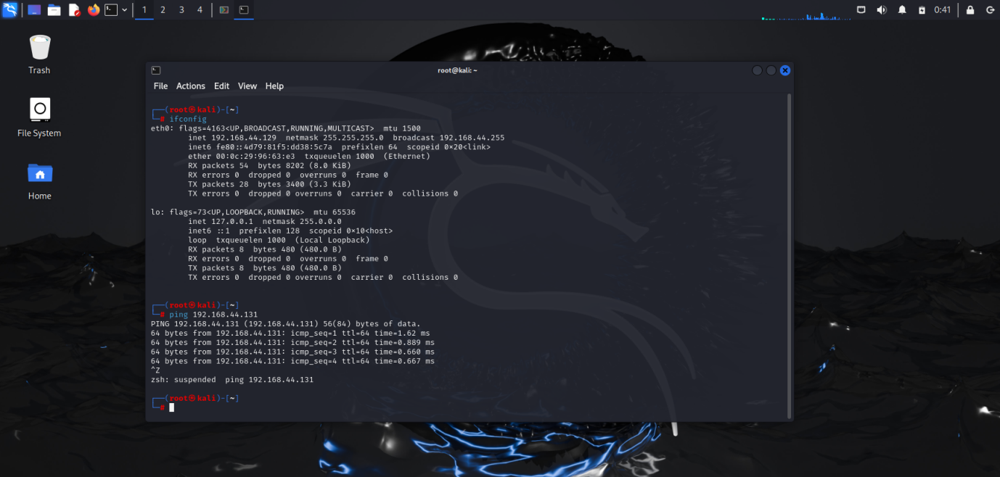 1 2 3 4
0:41
Trash
File System
Home
root@kali: ~
File Actions Edit View Help
┌──(root㉿kali)-[~]
└─# ifconfig
eth0: flags=4163<UP,BROADCAST,RUNNING,MULTICAST>  mtu 1500
        inet 192.168.44.129  netmask 255.255.255.0  broadcast 192.168.44.255
        inet6 fe80::4d79:81f5:dd38:5c7a  prefixlen 64  scopeid 0×20<link>
        ether 00:0c:29:96:63:e3  txqueuelen 1000  (Ethernet)
        RX packets 54  bytes 8202 (8.0 KiB)
        RX errors 0  dropped 0  overruns 0  frame 0
        TX packets 28  bytes 3400 (3.3 KiB)
        TX errors 0  dropped 0 overruns 0  carrier 0  collisions 0
lo: flags=73<UP,LOOPBACK,RUNNING>  mtu 65536
        inet 127.0.0.1  netmask 255.0.0.0
        inet6 ::1  prefixlen 128  scopeid 0×10<host>
        loop  txqueuelen 1000  (Local Loopback)
        RX packets 8  bytes 480 (480.0 B)
        RX errors 0  dropped 0  overruns 0  frame 0
        TX packets 8  bytes 480 (480.0 B)
        TX errors 0  dropped 0 overruns 0  carrier 0  collisions 0
┌──(root㉿kali)-[~]
└─# ping 192.168.44.131
PING 192.168.44.131 (192.168.44.131) 56(84) bytes of data.
64 bytes from 192.168.44.131: icmp_seq=1 ttl=64 time=1.62 ms
64 bytes from 192.168.44.131: icmp_seq=2 ttl=64 time=0.889 ms
64 bytes from 192.168.44.131: icmp_seq=3 ttl=64 time=0.660 ms
64 bytes from 192.168.44.131: icmp_seq=4 ttl=64 time=0.667 ms
^Z
zsh: suspended  ping 192.168.44.131
┌──(root㉿kali)-[~]
└─#